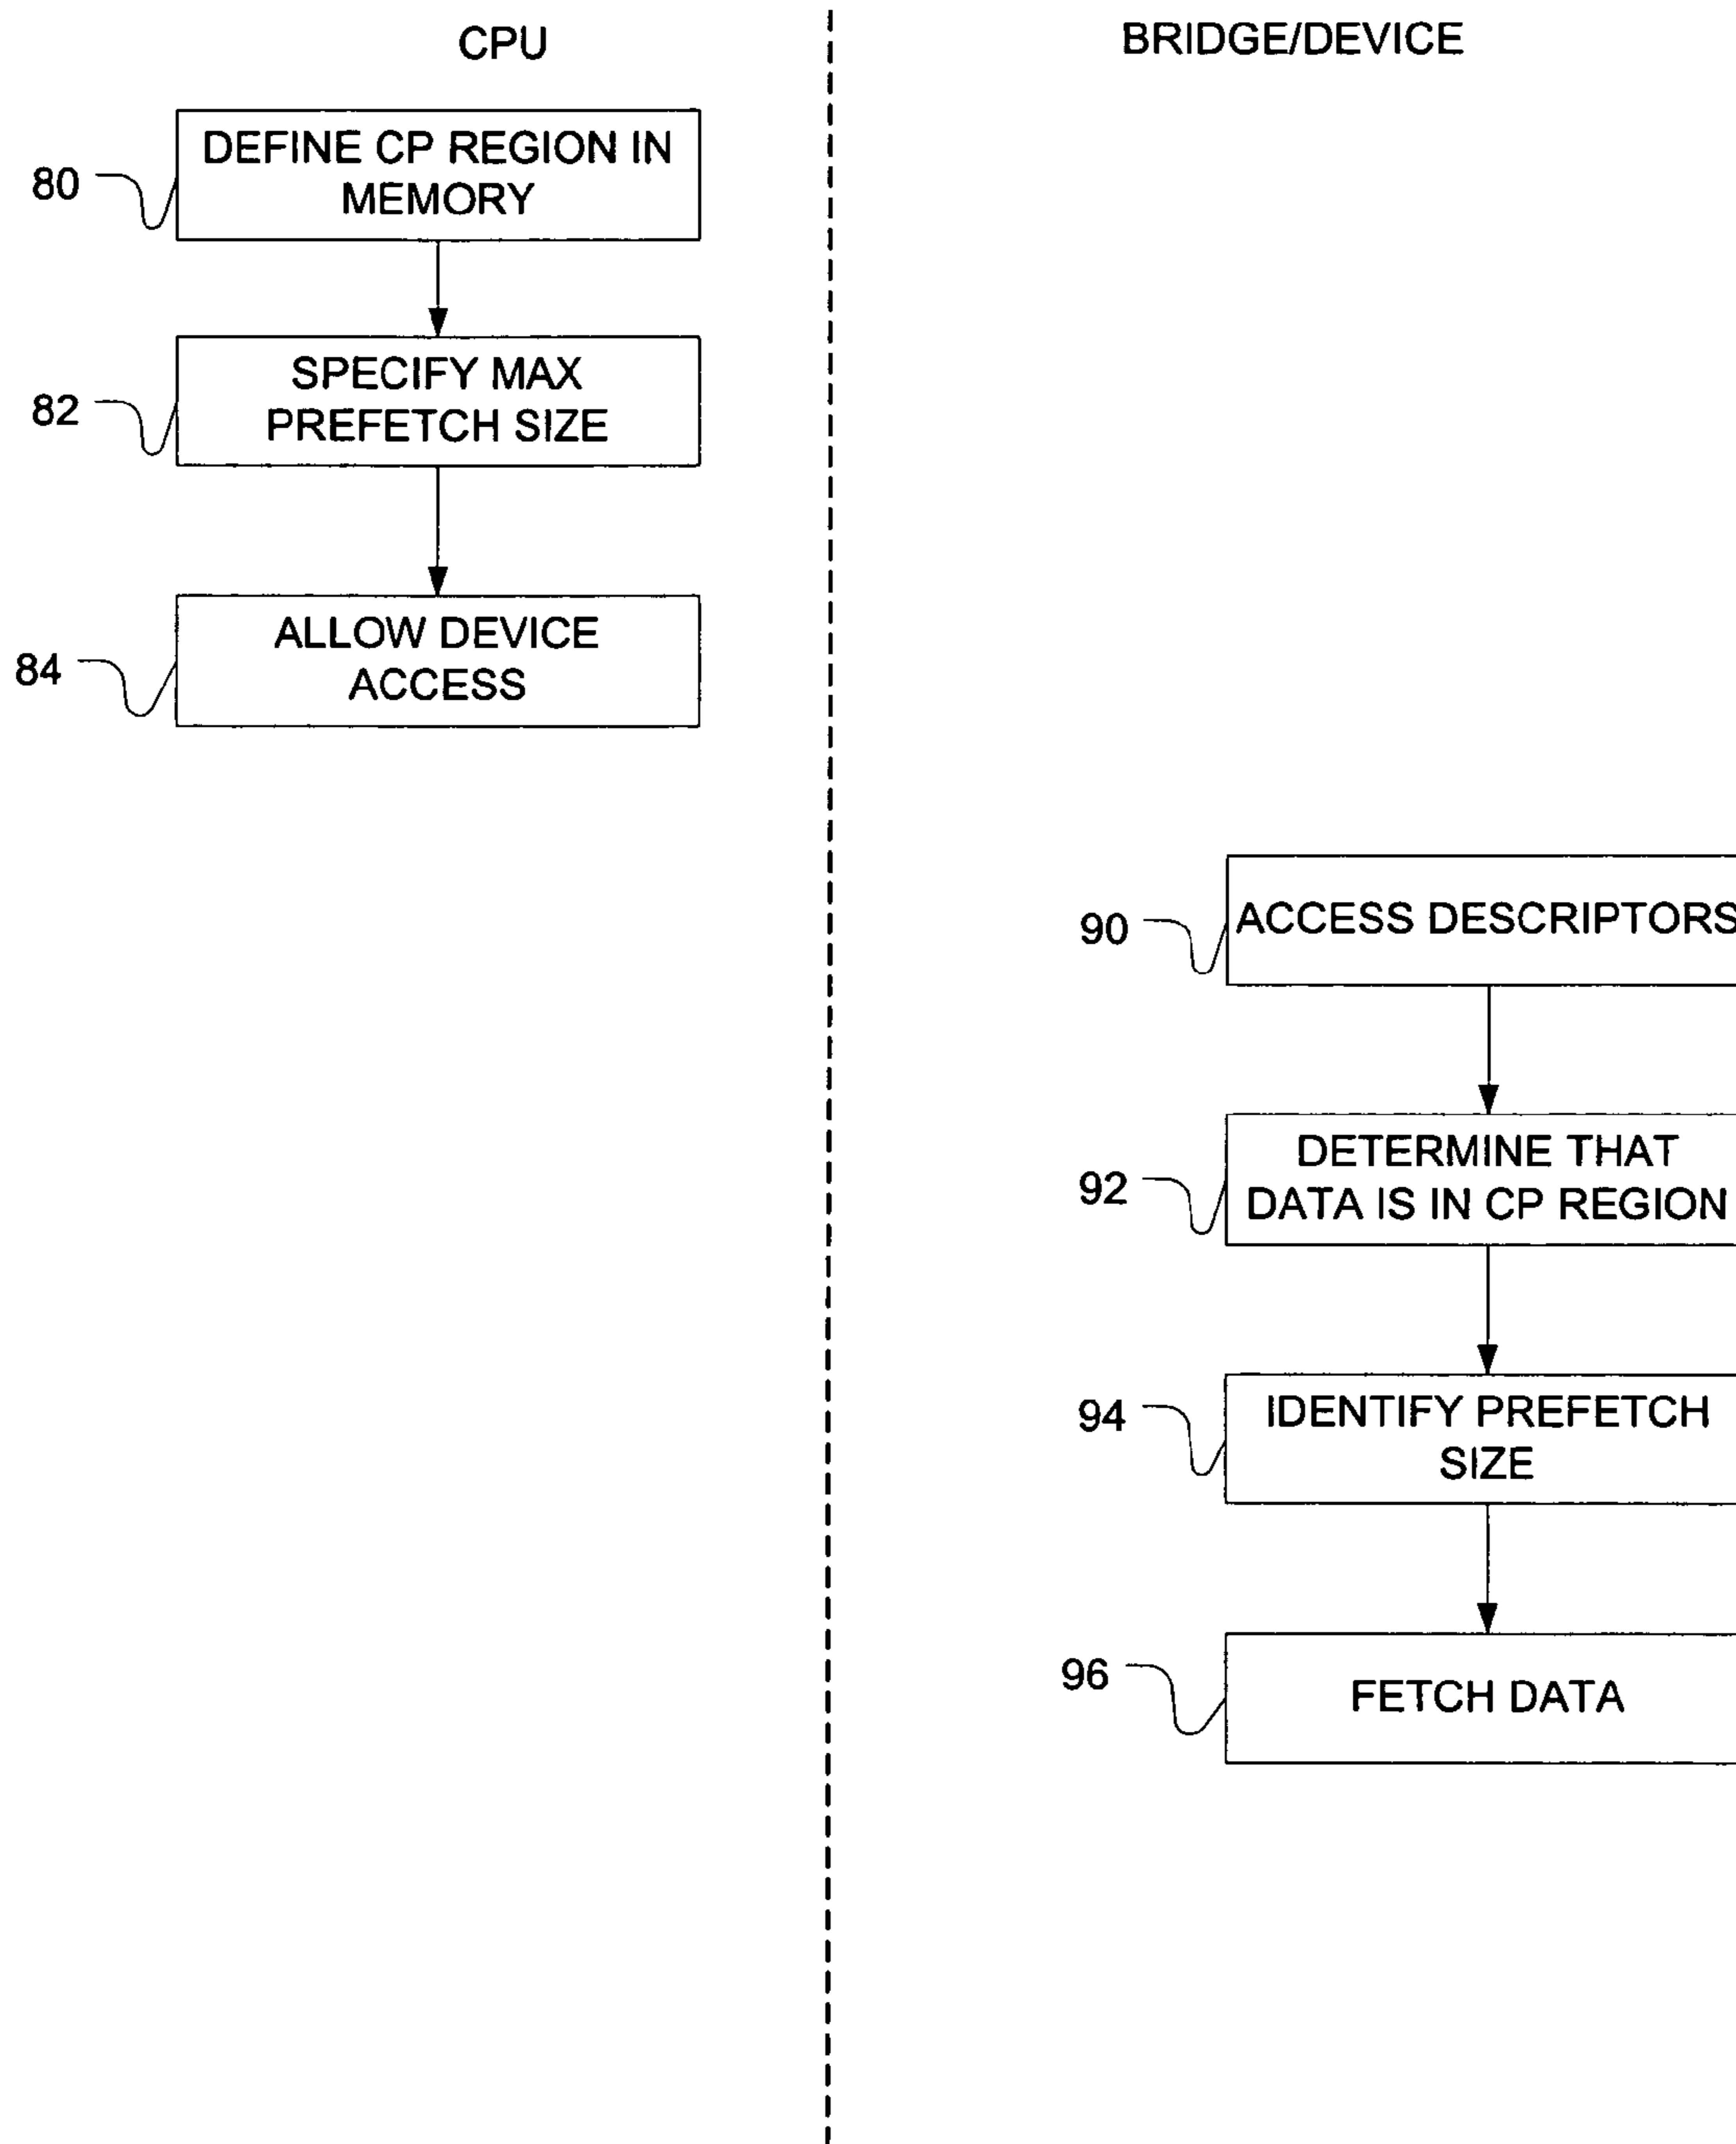 CPU
BRIDGE/DEVICE
80
DEFINE CP REGION IN
MEMORY
82
SPECIFY MAX
PREFETCH SIZE
84
ALLOW DEVICE
ACCESS
90
ACCESS DESCRIPTORS
92
DETERMINE THAT
DATA IS IN CP REGION
94
IDENTIFY PREFETCH
SIZE
96
FETCH DATA